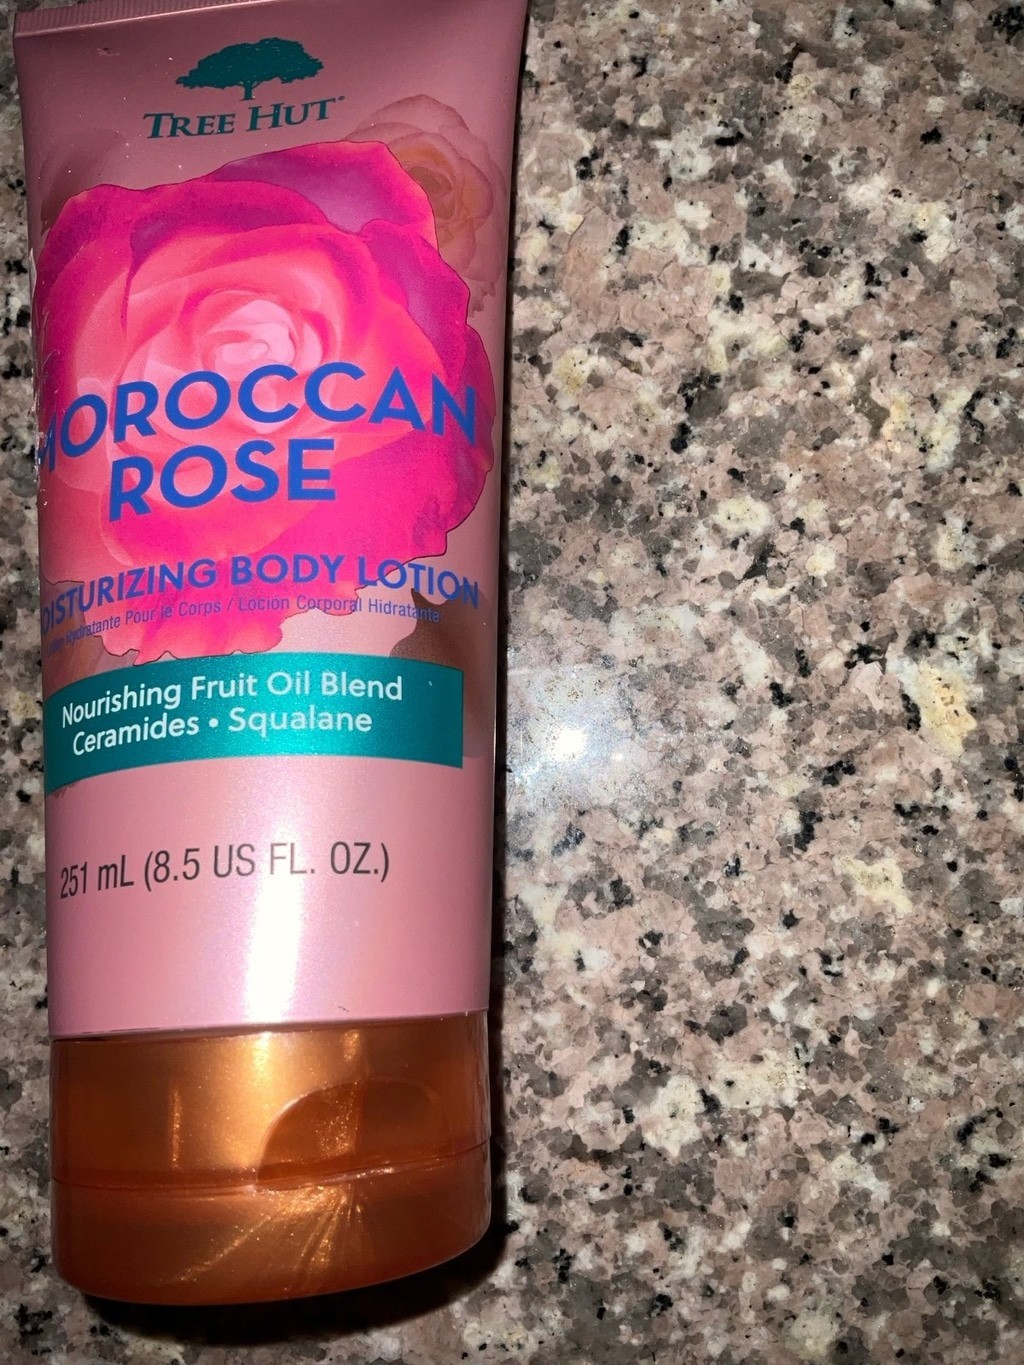 TREE HUT
MOROCCAN
ROSE
MOISTURIZING BODY LOTION
Hydratante Pour le Corps / Loción Corporal Hidratante
Nourishing Fruit Oil Blend
Ceramides • Squalane
251 mL (8.5 US FL. OZ.)